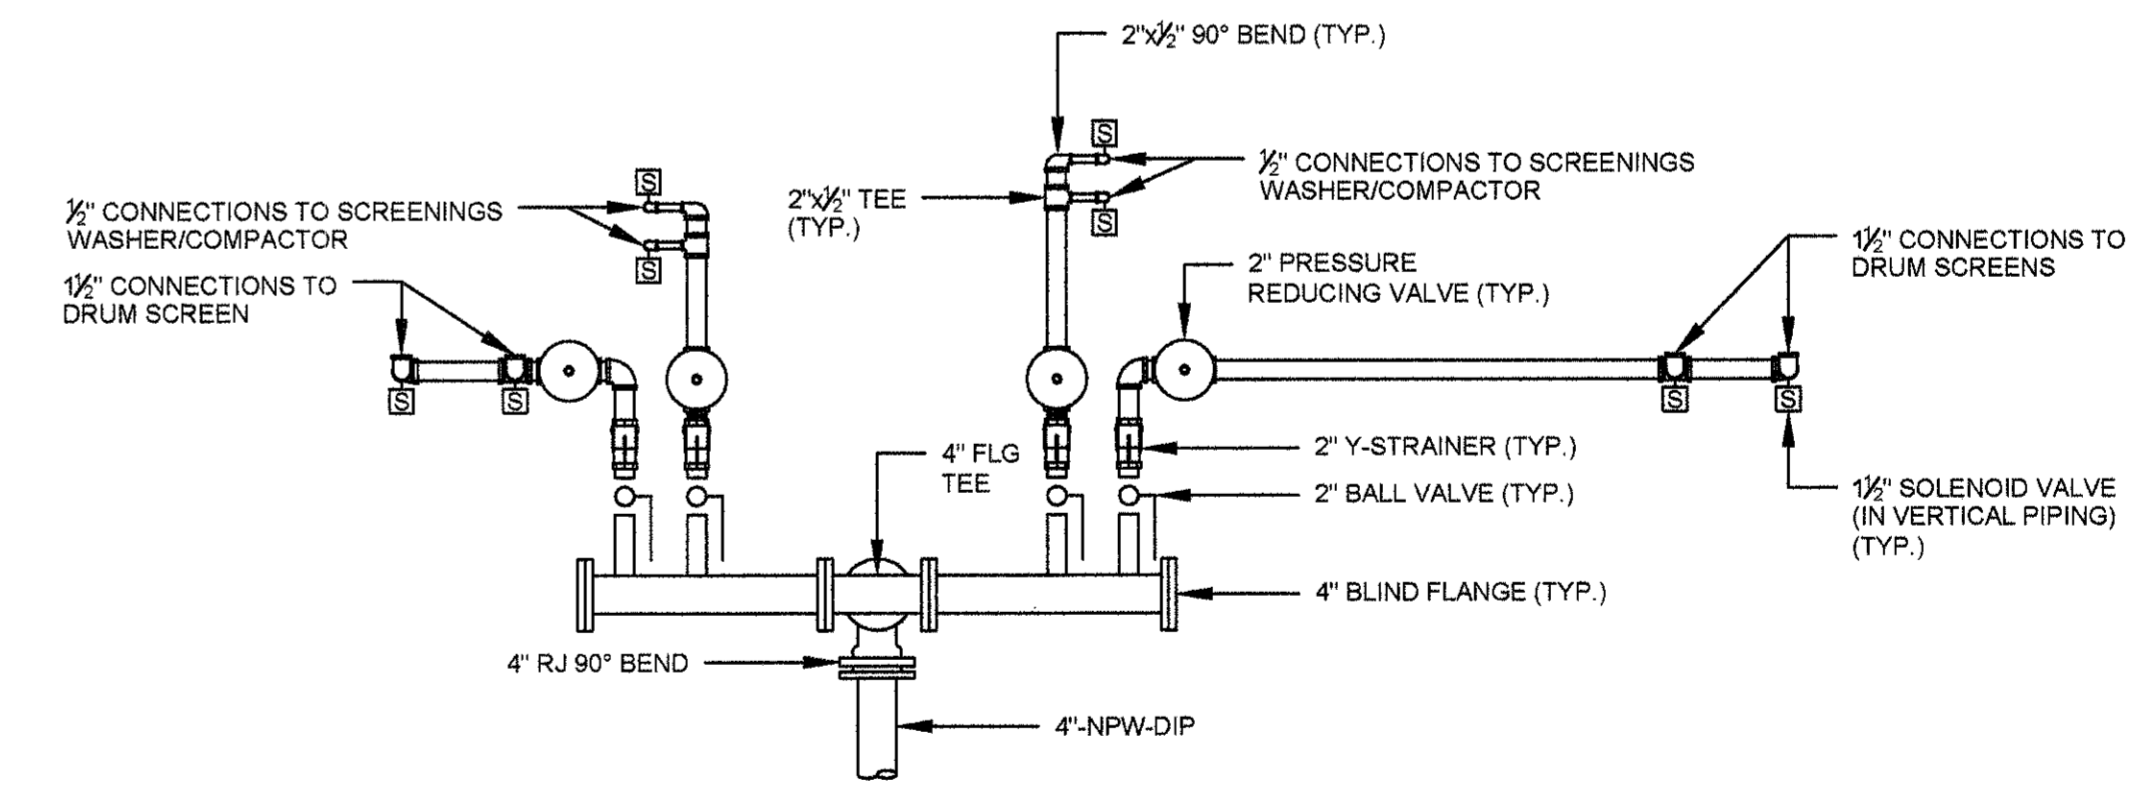 2"x½" 90° BEND (TYP.)
S
½" CONNECTIONS TO SCREENINGS
WASHER/COMPACTOR
S
2"x½" TEE
(TYP.)
S
½" CONNECTIONS TO SCREENINGS
WASHER/COMPACTOR
S
1½" CONNECTIONS TO
DRUM SCREENS
2" PRESSURE
REDUCING VALVE (TYP.)
1½" CONNECTIONS TO
DRUM SCREEN
S
S
S
S
2" Y-STRAINER (TYP.)
4" FLG
TEE
2" BALL VALVE (TYP.)
1½" SOLENOID VALVE
(IN VERTICAL PIPING)
(TYP.)
4" BLIND FLANGE (TYP.)
4" RJ 90° BEND
4"-NPW-DIP